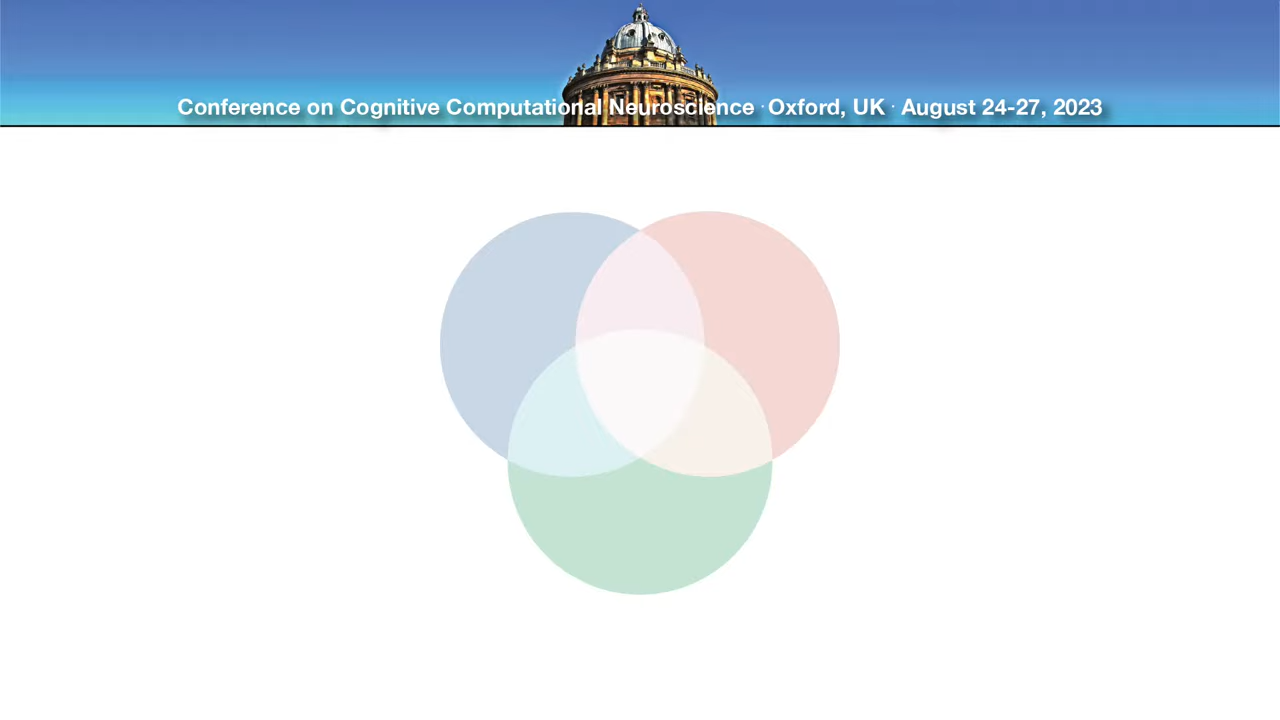 Conference on Cognitive Computational Neuroscience · Oxford, UK · August 24-27, 2023